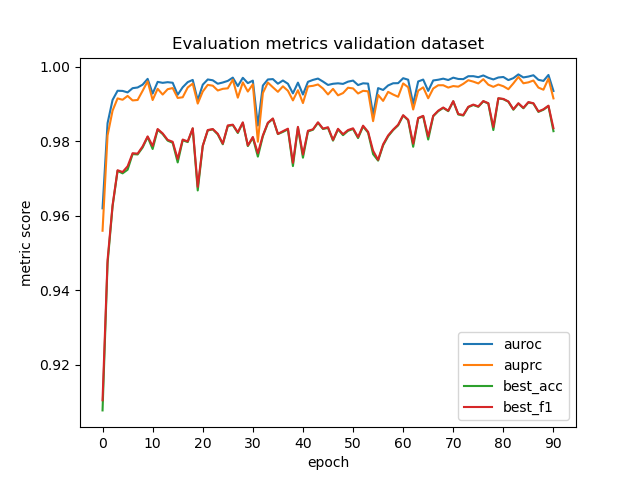 Evaluation metrics validation dataset
1.00
0.98
0.96
0.94
0.92
metric score
auroc
auprc
best_acc
best_f1
0 10 20 30 40 50 60 70 80 90
epoch